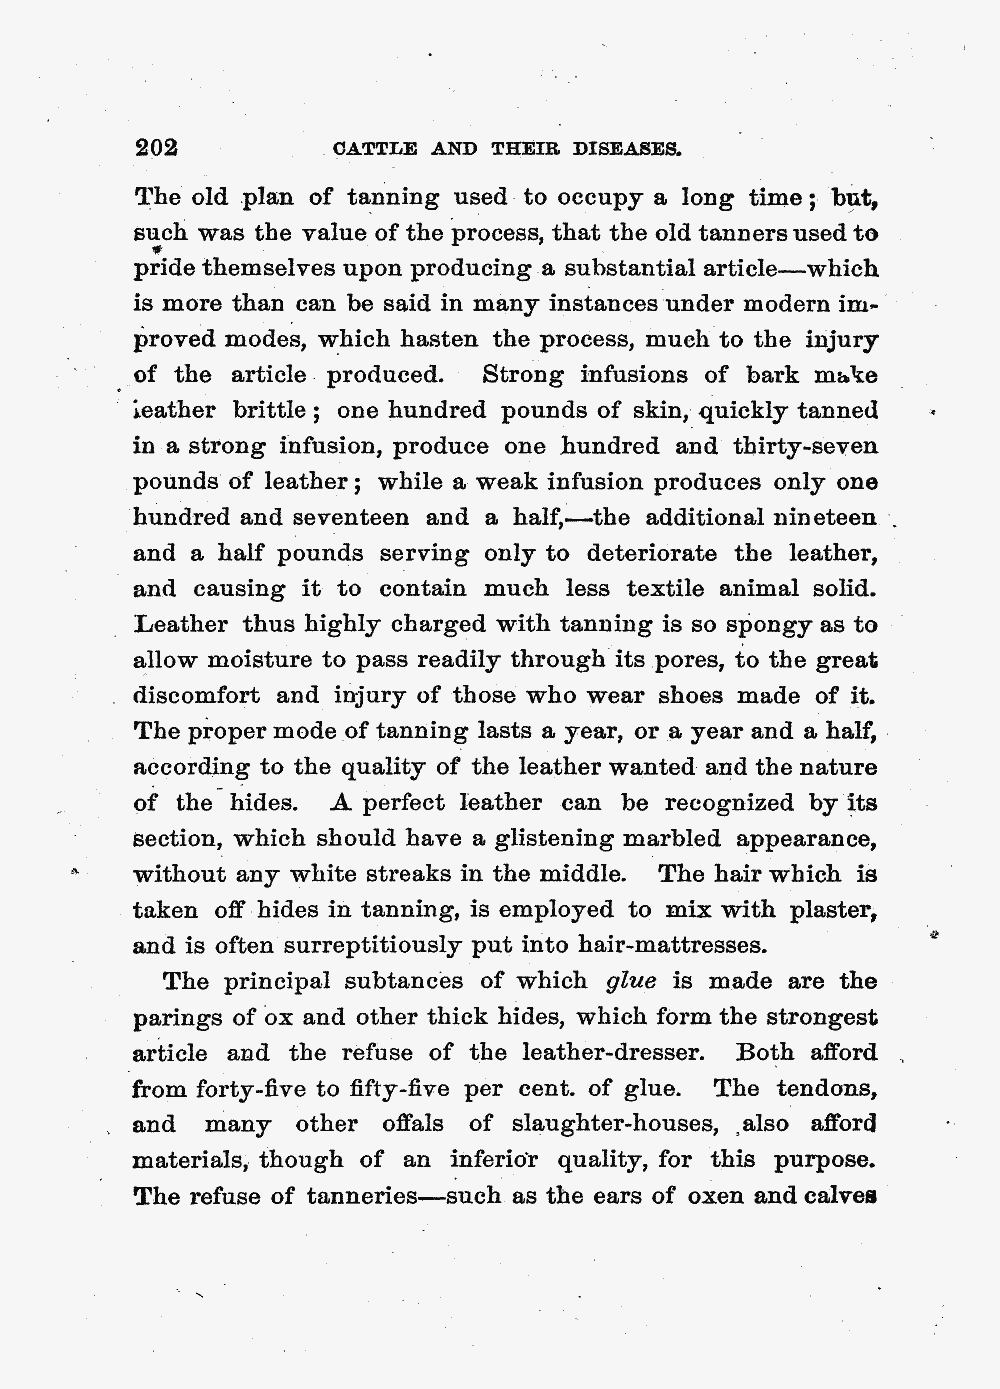 202 CATTLE AND THEIR DISEASES.
The old plan of tanning used to occupy a long time; but,
such was the value of the process, that the old tanners used to
pride themselves upon producing a substantial article—which
is more than can be said in many instances under modern im-
proved modes, which hasten the process, much to the injury
of the article produced. Strong infusions of bark make
leather brittle; one hundred pounds of skin, quickly tanned
in a strong infusion, produce one hundred and thirty-seven
pounds of leather; while a weak infusion produces only one
hundred and seventeen and a half,—the additional nineteen
and a half pounds serving only to deteriorate the leather,
and causing it to contain much less textile animal solid.
Leather thus highly charged with tanning is so spongy as to
allow moisture to pass readily through its pores, to the great
discomfort and injury of those who wear shoes made of it.
The proper mode of tanning lasts a year, or a year and a half,
according to the quality of the leather wanted and the nature
of the hides. A perfect leather can be recognized by its
section, which should have a glistening marbled appearance,
without any white streaks in the middle. The hair which is
taken off hides in tanning, is employed to mix with plaster,
and is often surreptitiously put into hair-mattresses.
The principal subtances of which glue is made are the
parings of ox and other thick hides, which form the strongest
article and the refuse of the leather-dresser. Both afford
from forty-five to fifty-five per cent. of glue. The tendons,
and many other offals of slaughter-houses, also afford
materials, though of an inferior quality, for this purpose.
The refuse of tanneries—such as the ears of oxen and calves